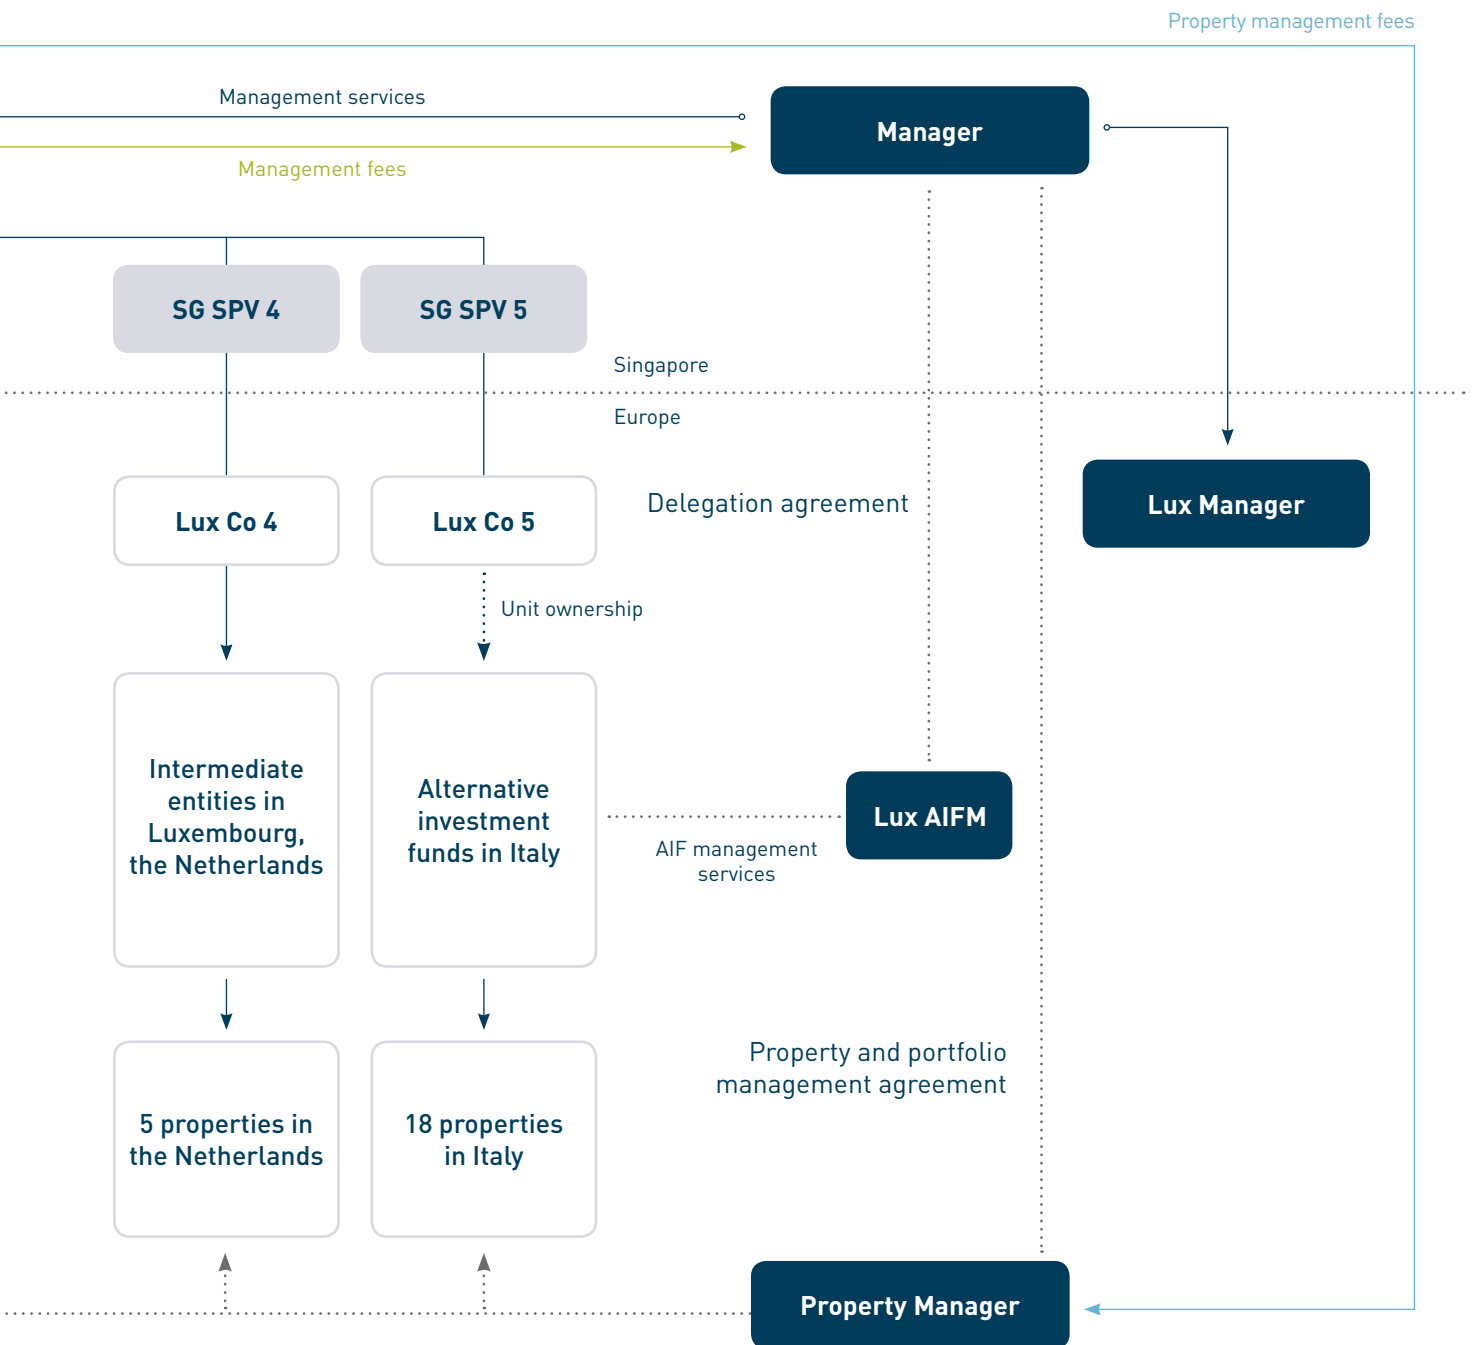 Property management fees
Management services
Manager
Management fees
SG SPV 4
SG SPV 5
Singapore
Europe
Lux Co 4
Lux Co 5
Delegation agreement
Lux Manager
Unit ownership
Intermediate
entities in
Luxembourg,
the Netherlands
Alternative
investment
funds in Italy
Lux AIFM
AIF management
services
Property and portfolio
management agreement
5 properties in
the Netherlands
18 properties
in Italy
Property Manager